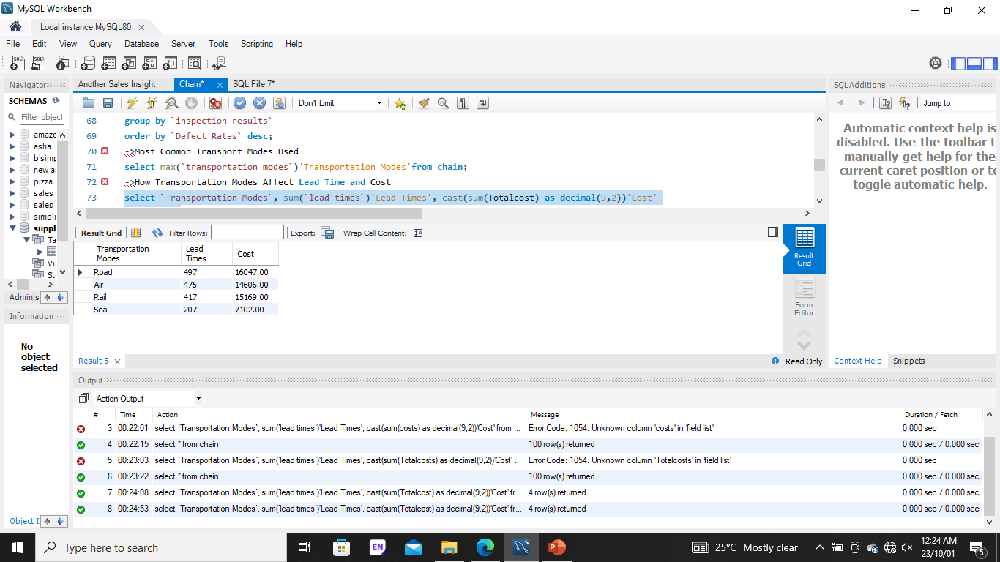 MySQL Workbench
Local instance MySQL80
File Edit View Query Database Server Tools Scripting Help
Navigator
SCHEMAS
Filter object
amazo
asha
b'simp
new ar
pizza
sales
sales_
simpli
suppl
Ta
Vie
Sto
Adminis
Information
No
object
selected
Object I
Another Sales Insight
Chain*
SQL File 7*
Don't Limit
68 group by `inspection results`
69 order by `Defect Rates` desc;
70 ->Most Common Transport Modes Used
71 select max(`transportation modes`)'Transportation Modes'from chain;
72 ->How Transportation Modes Affect Lead Time and Cost
73 select `Transportation Modes`, sum(`lead times`)'Lead Times', cast(sum(Totalcost) as decimal(9,2))'Cost'
Result Grid Filter Rows: Export: Wrap Cell Content:
Transportation Modes Lead Times Cost
Road 497 16047.00
Air 475 14606.00
Rail 417 15169.00
Sea 207 7102.00
Result Grid
Form Editor
Result 5
Read Only
SQLAdditions
Jump to
Automatic context help is
disabled. Use the toolbar t
manually get help for the
current caret position or to
toggle automatic help.
Context Help Snippets
Output
Action Output
# Time Action Message Duration / Fetch
3 00:22:01 select `Transportation Modes`, sum(`lead times`)'Lead Times', cast(sum(costs) as decimal(9,2))'Cost' from ... Error Code: 1054. Unknown column 'costs' in 'field list' 0.000 sec
4 00:22:15 select * from chain 100 row(s) returned 0.000 sec / 0.000 sec
5 00:23:03 select `Transportation Modes`, sum(`lead times`)'Lead Times', cast(sum(Totalcosts) as decimal(9,2))'Cost' ... Error Code: 1054. Unknown column 'Totalcosts' in 'field list' 0.000 sec
6 00:23:22 select * from chain 100 row(s) returned 0.000 sec / 0.000 sec
7 00:24:08 select `Transportation Modes`, sum(`lead times`)'Lead Times', cast(sum(Totalcost) as decimal(9,2))'Cost' fr... 4 row(s) returned 0.000 sec / 0.000 sec
8 00:24:53 select `Transportation Modes`, sum(`lead times`)'Lead Times', cast(sum(Totalcost) as decimal(9,2))'Cost' fr... 4 row(s) returned 0.000 sec / 0.000 sec
Type here to search
EN
25°C Mostly clear
12:24 AM
23/10/01
5